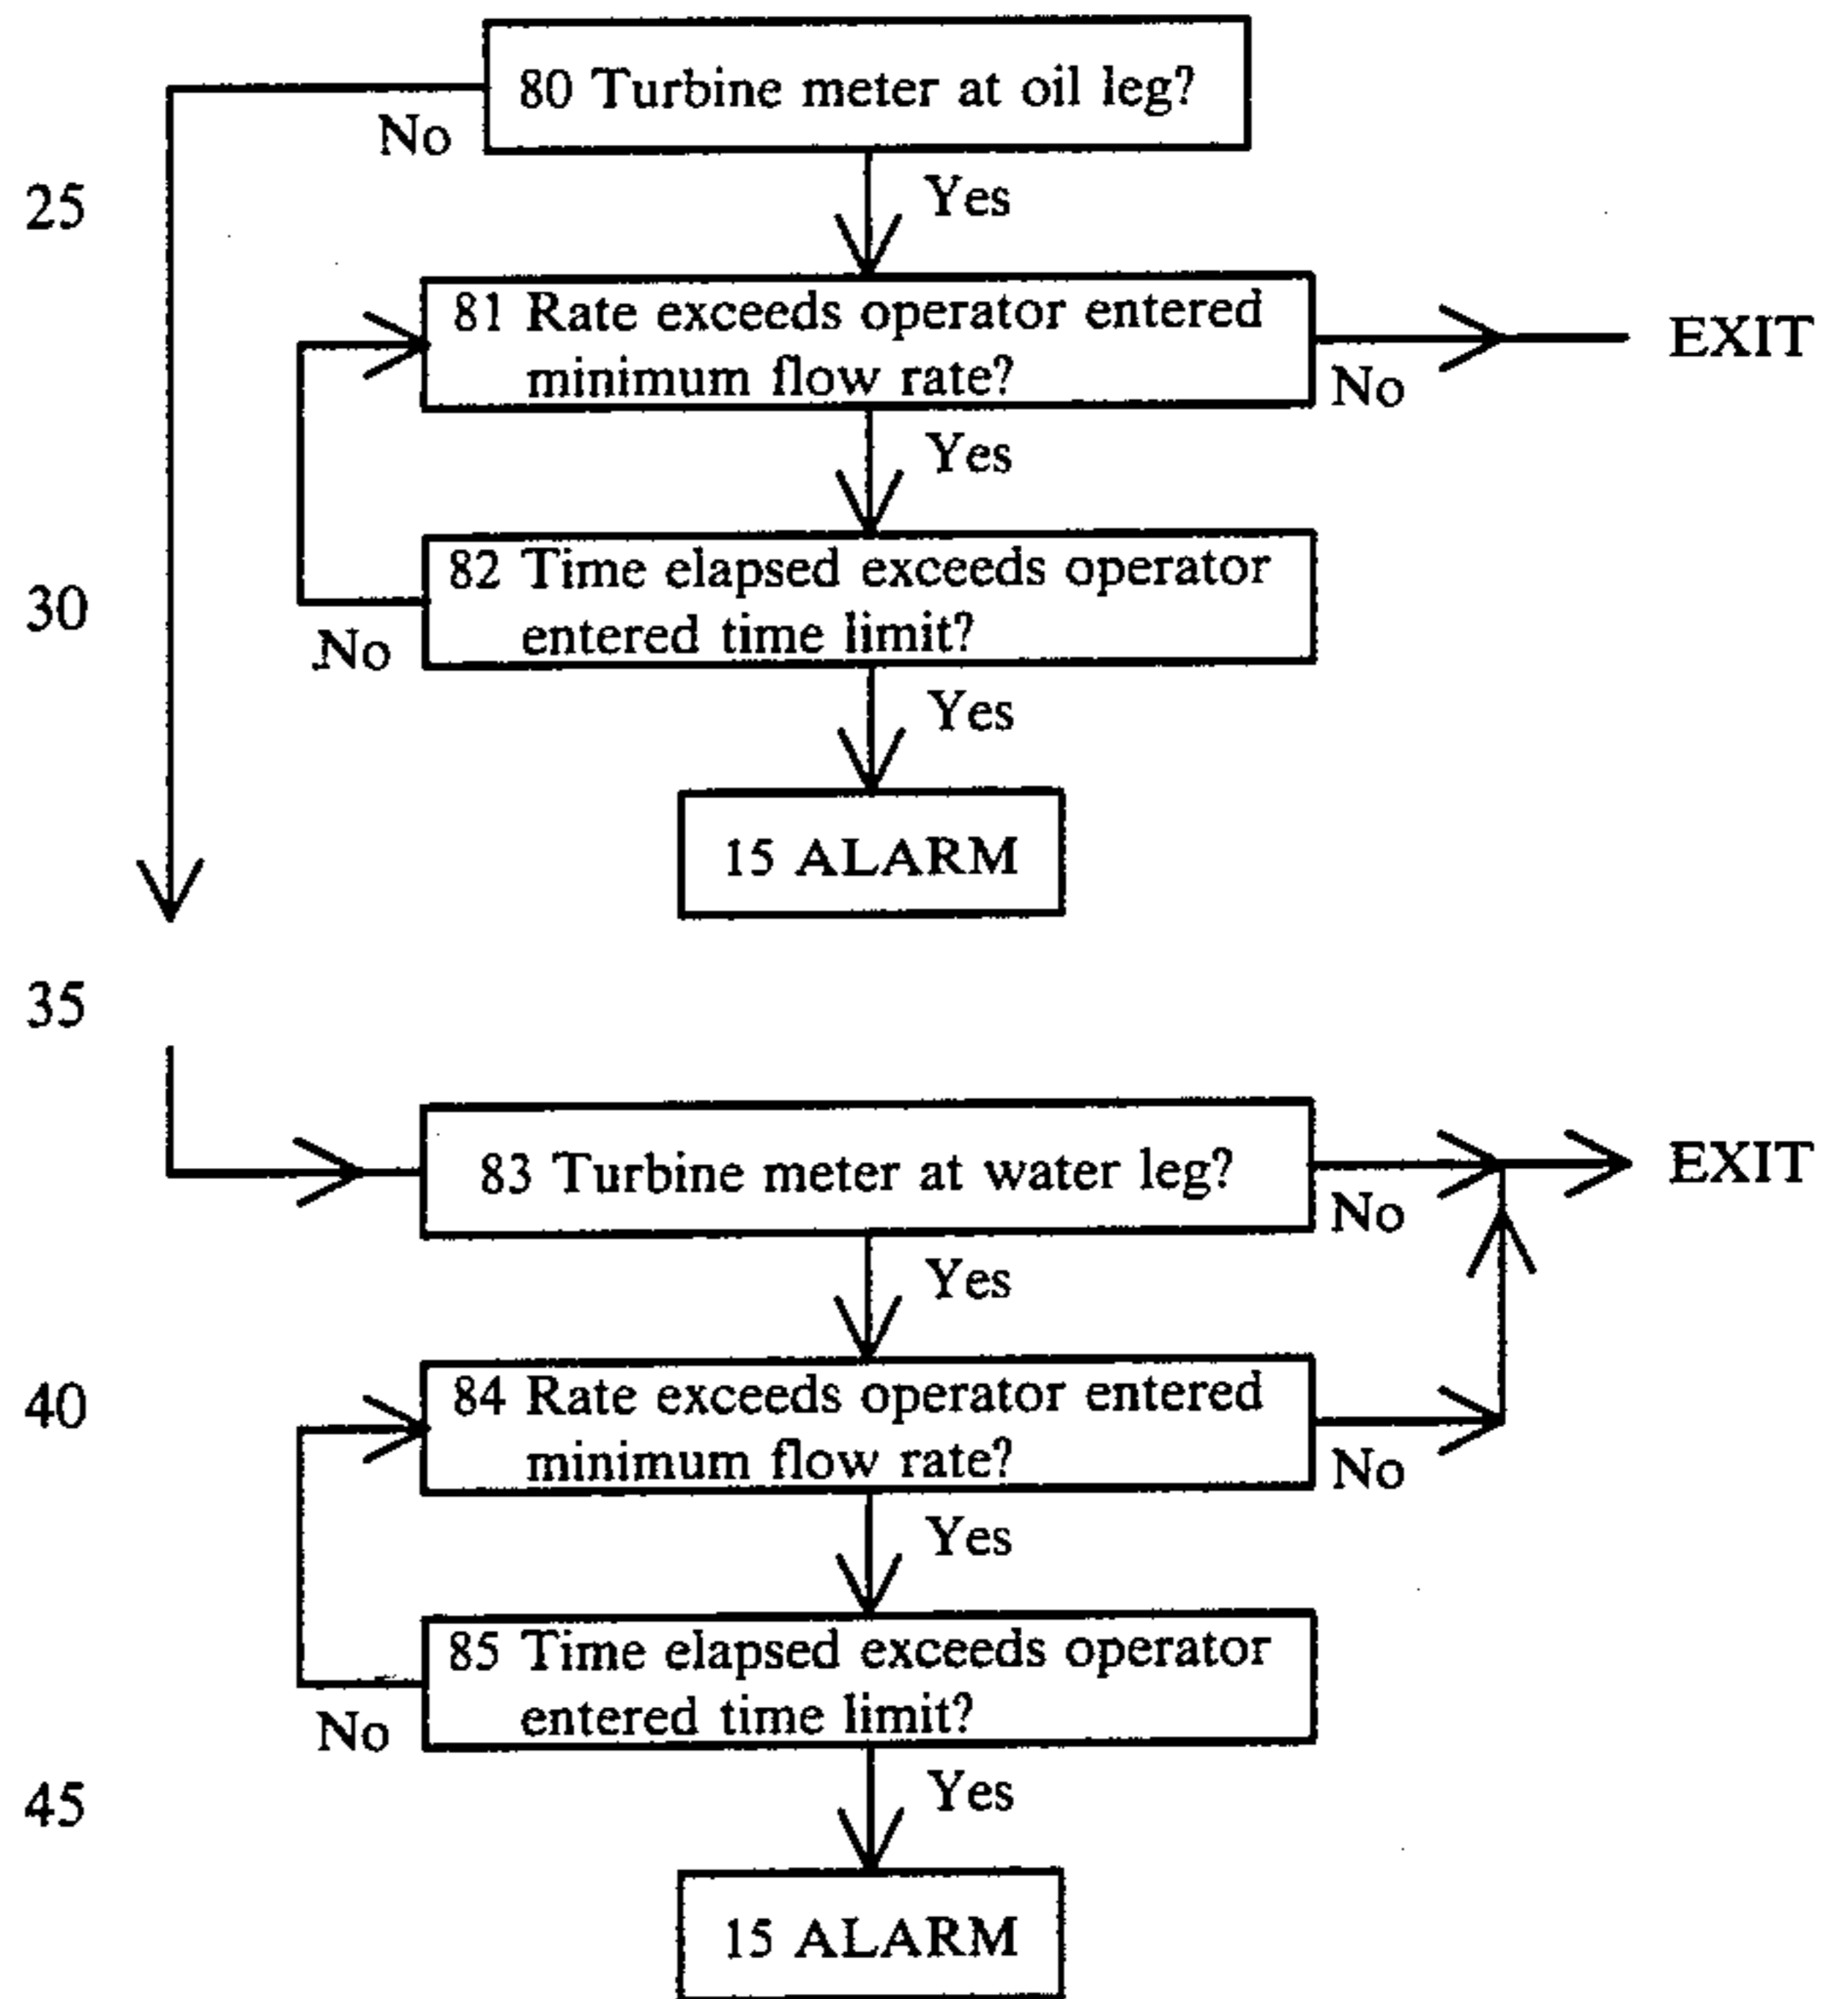 80 Turbine meter at oil leg?
No
25
Yes
81 Rate exceeds operator entered
minimum flow rate?
EXIT
No
Yes
82 Time elapsed exceeds operator
entered time limit?
30
No
Yes
15 ALARM
35
83 Turbine meter at water leg?
EXIT
No
Yes
84 Rate exceeds operator entered
minimum flow rate?
40
No
Yes
85 Time elapsed exceeds operator
entered time limit?
No
Yes
45
15 ALARM